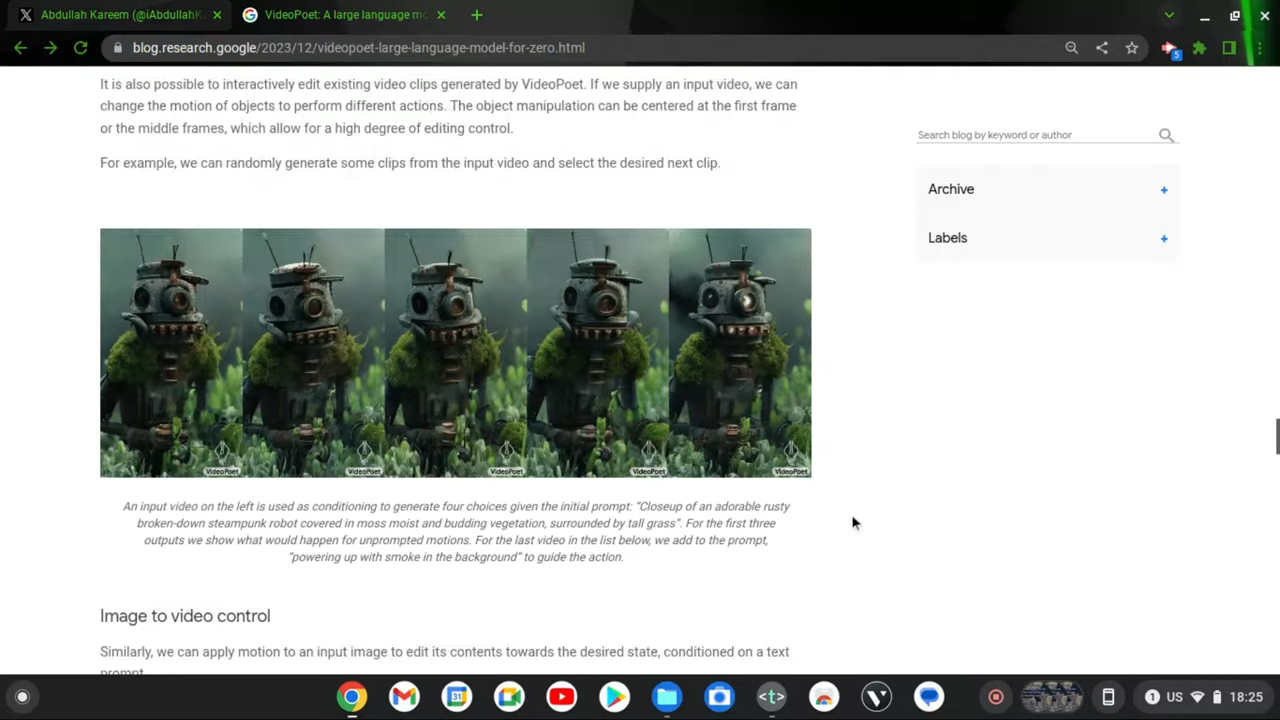 Abdullah Kareem (@iAbdullahK
VideoPoet: A large language mo
blog.research.google/2023/12/videopoet-large-language-model-for-zero.html
5
It is also possible to interactively edit existing video clips generated by VideoPoet. If we supply an input video, we can
change the motion of objects to perform different actions. The object manipulation can be centered at the first frame
or the middle frames, which allow for a high degree of editing control.
For example, we can randomly generate some clips from the input video and select the desired next clip.
Search blog by keyword or author
Archive +
Labels +
VideoPoet VideoPoet VideoPoet VideoPoet VideoPoet
An input video on the left is used as conditioning to generate four choices given the initial prompt: “Closeup of an adorable rusty
broken-down steampunk robot covered in moss moist and budding vegetation, surrounded by tall grass”. For the first three
outputs we show what would happen for unprompted motions. For the last video in the list below, we add to the prompt,
“powering up with smoke in the background” to guide the action.
Image to video control
Similarly, we can apply motion to an input image to edit its contents towards the desired state, conditioned on a text
prompt.
31 <t> 1 US 18:25